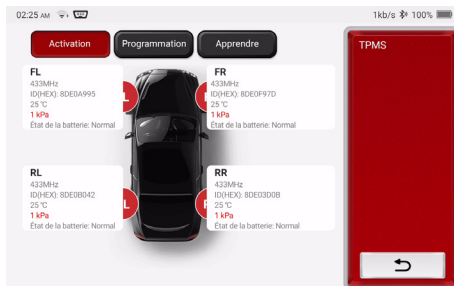 02:25 AM 1kb/s 100%
Activation Programmation Apprendre TPMS
FL
433MHz
ID(HEX): 8DE0A995
25 ℃
1 kPa
État de la batterie: Normal
FR
433MHz
ID(HEX): 8DE0F97D
25 ℃
1 kPa
État de la batterie: Normal
RL
433MHz
ID(HEX): 8DE0B042
25 ℃
1 kPa
État de la batterie: Normal
RR
433MHz
ID(HEX): 8DE03D0B
25 ℃
1 kPa
État de la batterie: Normal